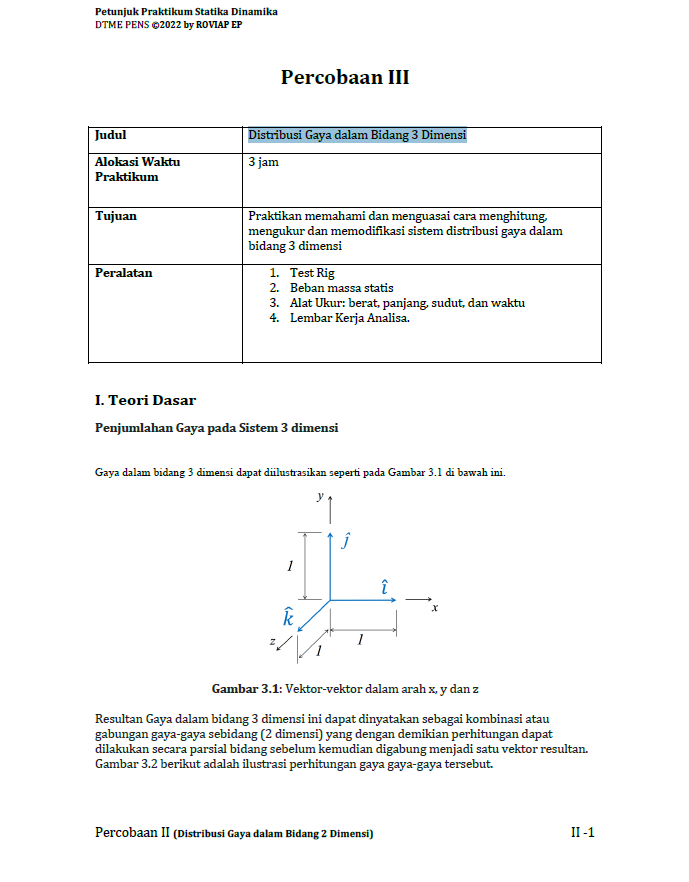 Petunjuk Praktikum Statika Dinamika
DTME PENS ©2022 by ROVIAP EP
Percobaan III
Judul
Distribusi Gaya dalam Bidang 3 Dimensi
Alokasi Waktu
Praktikum
3 jam
Tujuan
Praktikan memahami dan menguasai cara menghitung,
mengukur dan memodifikasi sistem distribusi gaya dalam
bidang 3 dimensi
Peralatan
1. Test Rig
2. Beban massa statis
3. Alat Ukur: berat, panjang, sudut, dan waktu
4. Lembar Kerja Analisa.
I. Teori Dasar
Penjumlahan Gaya pada Sistem 3 dimensi
Gaya dalam bidang 3 dimensi dapat diilustrasikan seperti pada Gambar 3.1 di bawah ini.
y
ĵ
1
î
x
k̂
z
1
1
Gambar 3.1: Vektor-vektor dalam arah x, y dan z
Resultan Gaya dalam bidang 3 dimensi ini dapat dinyatakan sebagai kombinasi atau
gabungan gaya-gaya sebidang (2 dimensi) yang dengan demikian perhitungan dapat
dilakukan secara parsial bidang sebelum kemudian digabung menjadi satu vektor resultan.
Gambar 3.2 berikut adalah ilustrasi perhitungan gaya gaya-gaya tersebut.
Percobaan II (Distribusi Gaya dalam Bidang 2 Dimensi) II -1